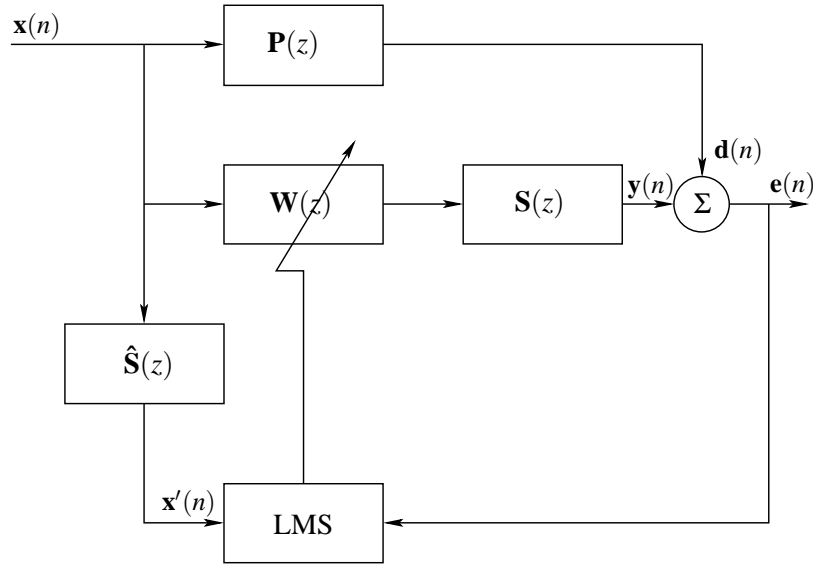 x(n)
P(z)
d(n)
W(z)
S(z)
y(n)
Σ
e(n)
Ŝ(z)
x′(n)
LMS